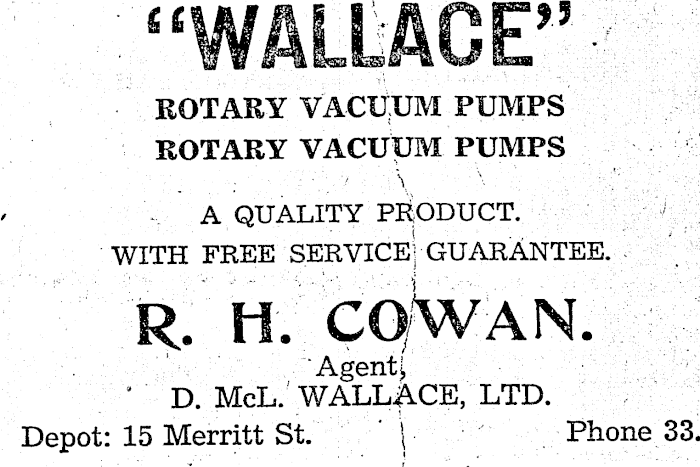 “WALLACE”
ROTARY VACUUM PUMPS
ROTARY VACUUM PUMPS
A QUALITY PRODUCT.
WITH FREE SERVICE GUARANTEE.
R. H. COWAN.
Agent,
D. McL. WALLACE, LTD.
Depot: 15 Merritt St. Phone 33.